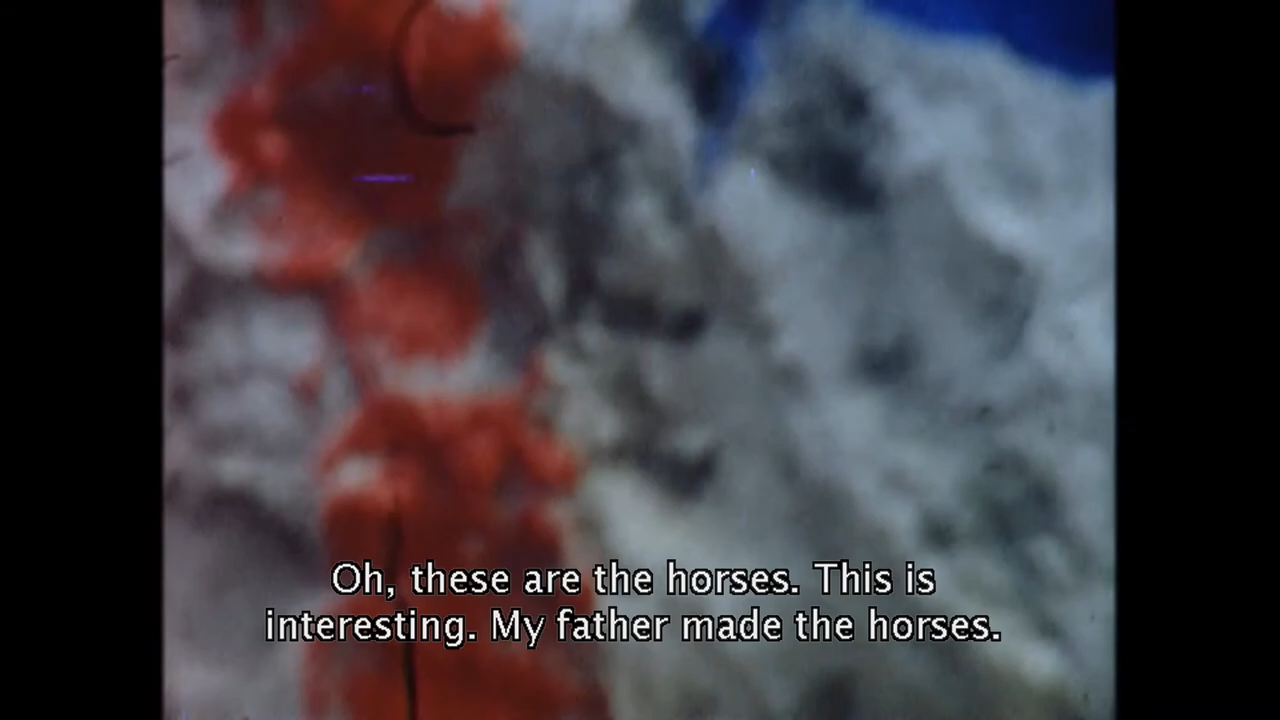 Oh, these are the horses. This is
interesting. My father made the horses.